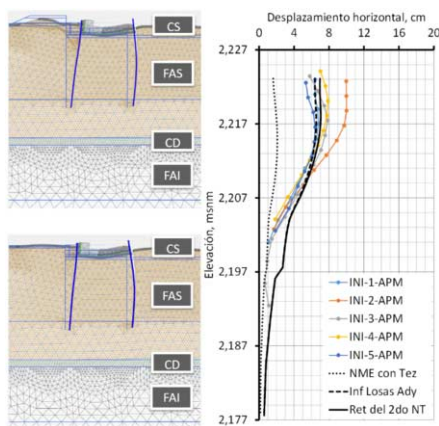 CS
FAS
CD
FAI
CS
FAS
CD
FAI
Desplazamiento horizontal, cm
0 4 8 12 16 20
Elevación, msnm
2,227
2,217
2,207
2,197
2,187
2,177
INI-1-APM
INI-2-APM
INI-3-APM
INI-4-APM
INI-5-APM
NME con Tez
Inf Losas Ady
Ret del 2do NT